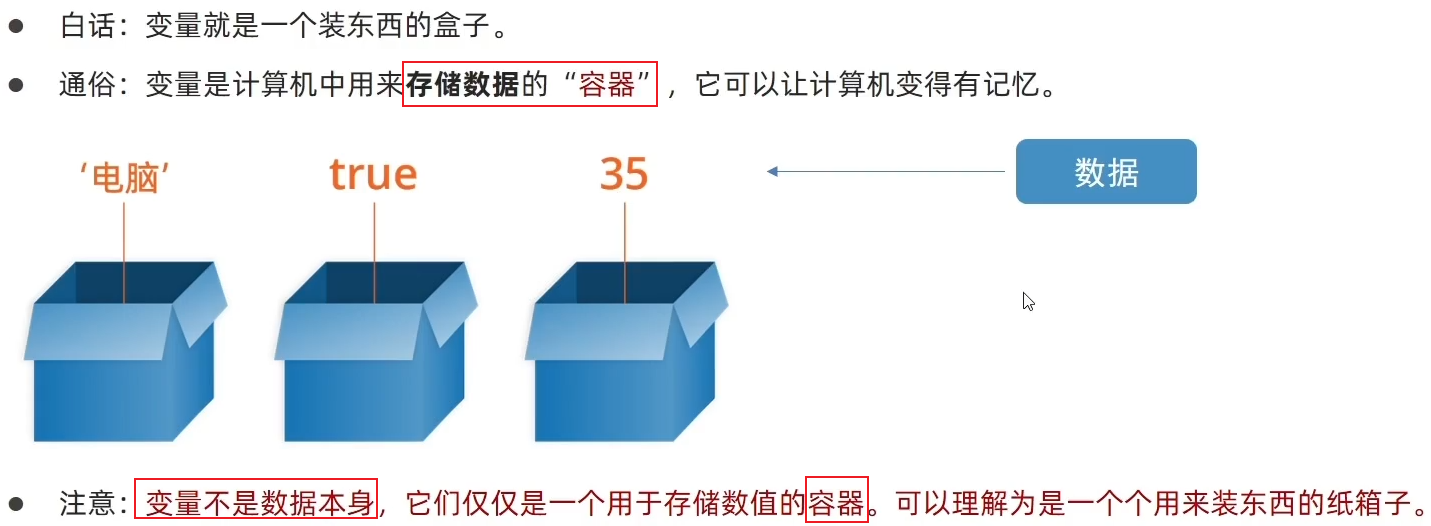 ● 白话：变量就是一个装东西的盒子。
● 通俗：变量是计算机中用来存储数据的“容器”，它可以让计算机变得有记忆。
‘电脑’
true
35
数据
● 注意：变量不是数据本身，它们仅仅是一个用于存储数值的容器。可以理解为是一个个用来装东西的纸箱子。